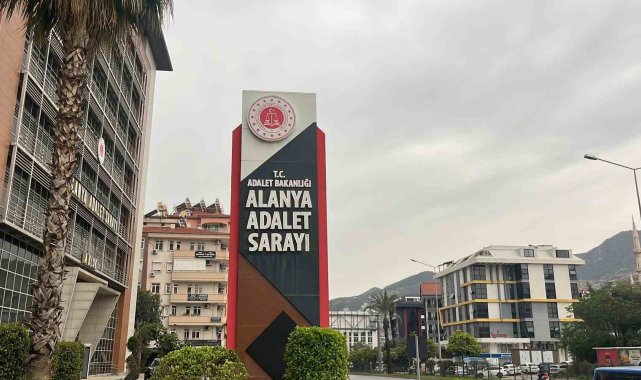 T.C.
ADALET BAKANLIĞI
ALANYA
ADALET
SARAYI